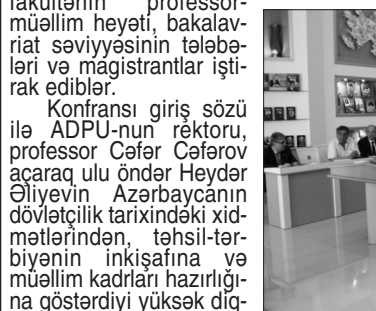 fakültənin professor-
müəllim heyəti, bakalav-
riat səviyyəsinin tələbə-
ləri və magistrantlar işti-
rak ediblər.
Konfransı giriş sözü
ilə ADPU-nun rektoru,
professor Cəfər Cəfərov
açaraq ulu öndər Heydər
Əliyevin Azərbaycanın
dövlətçilik tarixindəki xid-
mətlərindən, təhsil-tər-
biyənin inkişafına və
müəllim kadrları hazırlığı-
na göstərdiyi yüksək diq-